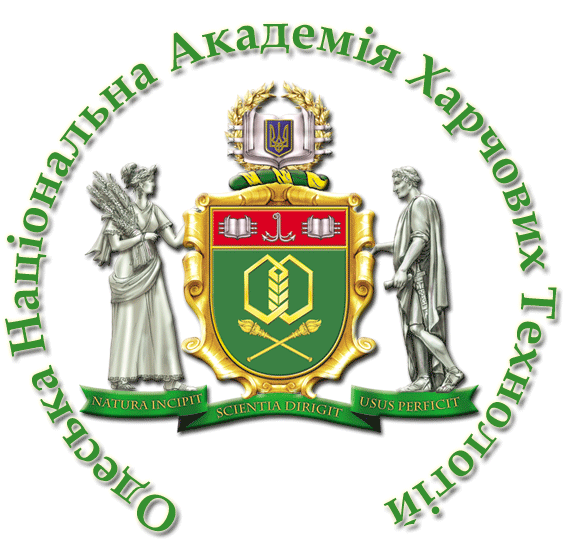 Одеська Національна Академія Харчових Технологій
NATURA INCIPIT
SCIENTIA DIRIGIT
USUS PERFICIT